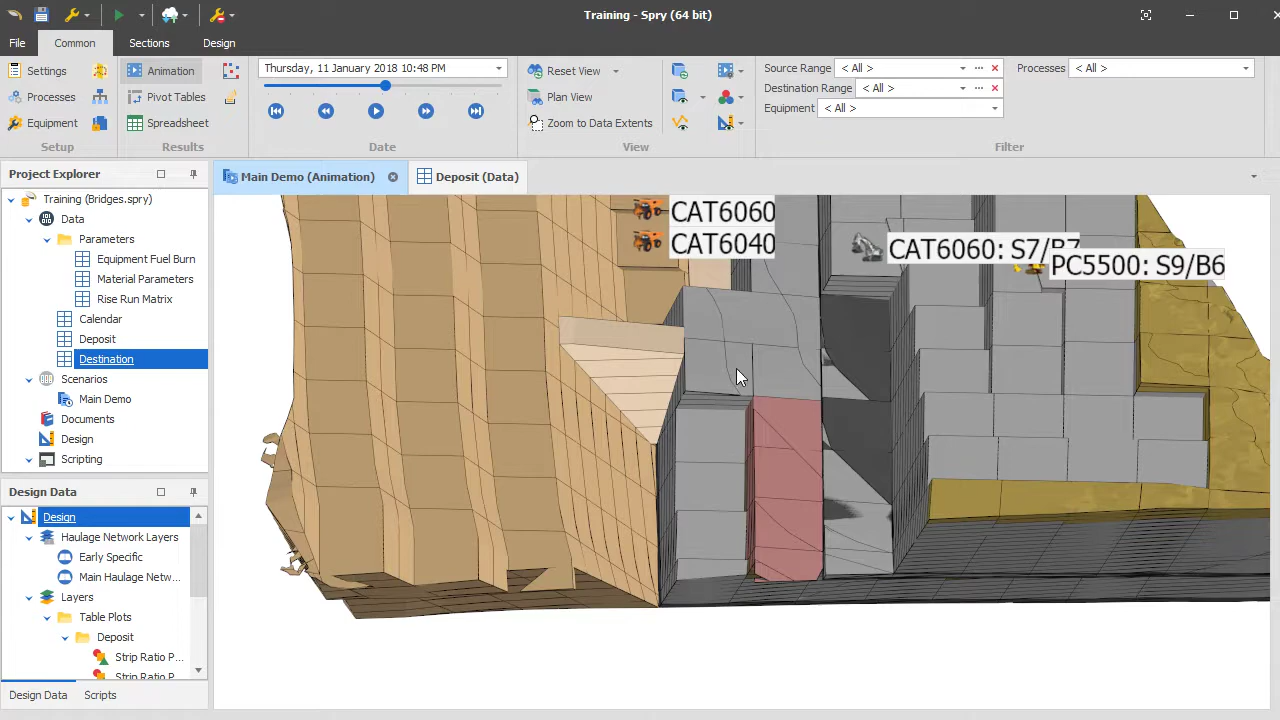 Training - Spry (64 bit)
File Common Sections Design
Settings
Processes
Equipment
Setup
Animation
Pivot Tables
Spreadsheet
Results
Thursday, 11 January 2018 10:48 PM
Date
Reset View
Plan View
Zoom to Data Extents
View
Source Range < All >
Destination Range < All >
Equipment < All >
Processes < All >
Filter
Project Explorer
Training (Bridges.spry)
Data
Parameters
Equipment Fuel Burn
Material Parameters
Rise Run Matrix
Calendar
Deposit
Destination
Scenarios
Main Demo
Documents
Design
Scripting
Design Data
Design
Haulage Network Layers
Early Specific
Main Haulage Netw...
Layers
Table Plots
Deposit
Strip Ratio P...
Strip Ratio P...
Design Data Scripts
Main Demo (Animation) Deposit (Data)
CAT6060
CAT6040
CAT6060: S7/B7
PC5500: S9/B6